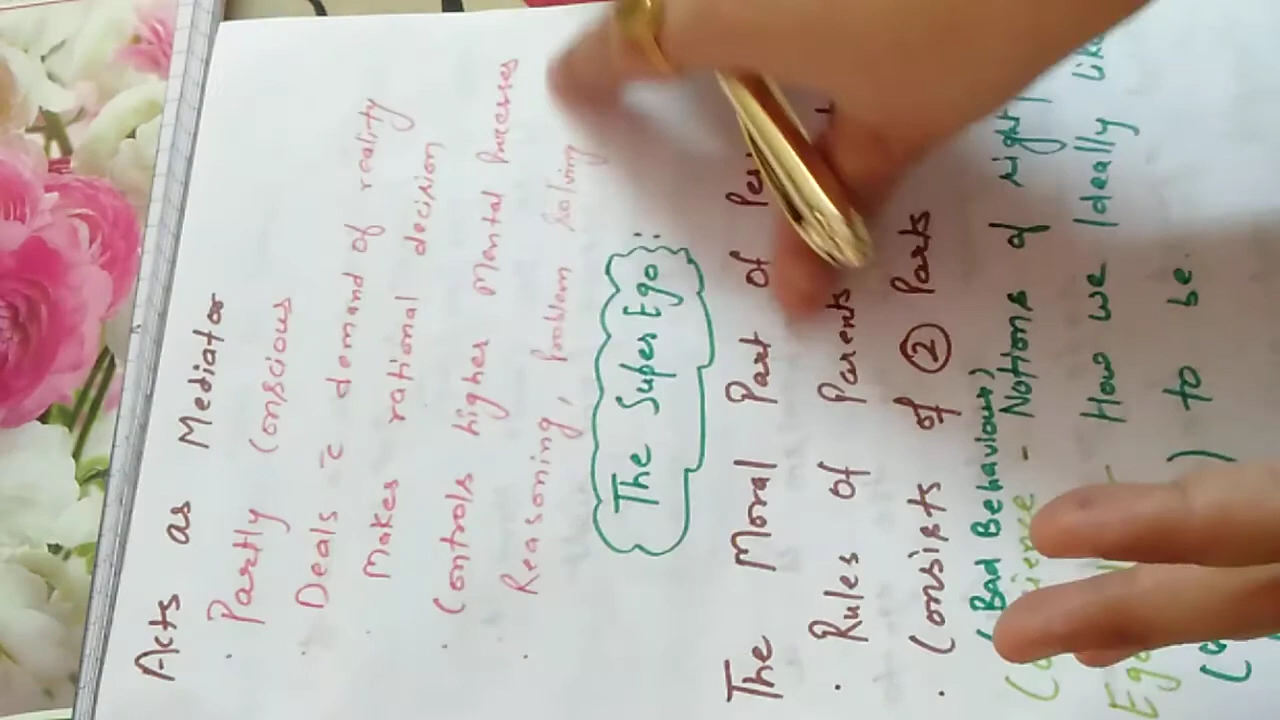 Acts as Mediator
· Partly Conscious
· Deals c̄ demand of reality
· Makes rational decision
· Controls higher Mental Processes
· Reasoning, Problem Solving
The Super Ego :
The Moral Part Of
· Rules of Parents
· Consists of ② Parts
(Bad Behaviour)
- Notions of right
- How we Ideally Like
) to be